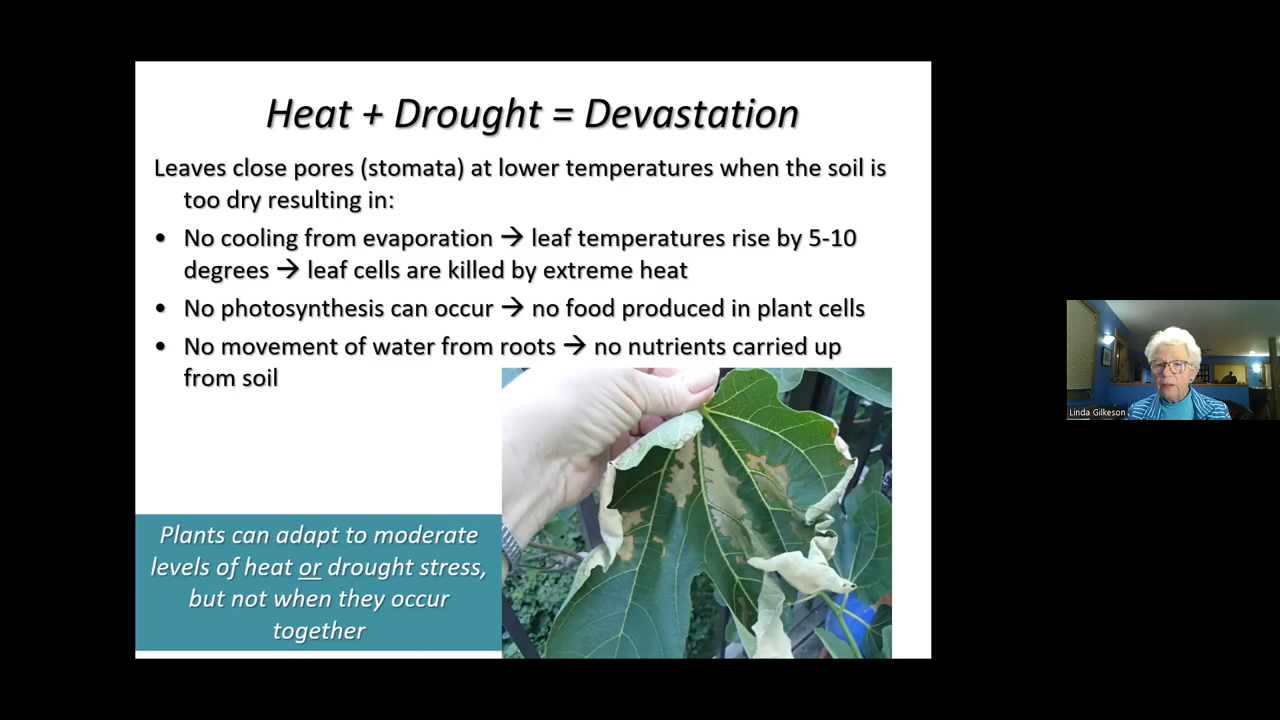 Heat + Drought = Devastation
Leaves close pores (stomata) at lower temperatures when the soil is
too dry resulting in:
• No cooling from evaporation → leaf temperatures rise by 5-10
degrees → leaf cells are killed by extreme heat
• No photosynthesis can occur → no food produced in plant cells
• No movement of water from roots → no nutrients carried up
from soil
Plants can adapt to moderate
levels of heat or drought stress,
but not when they occur
together
Linda Gilkeson